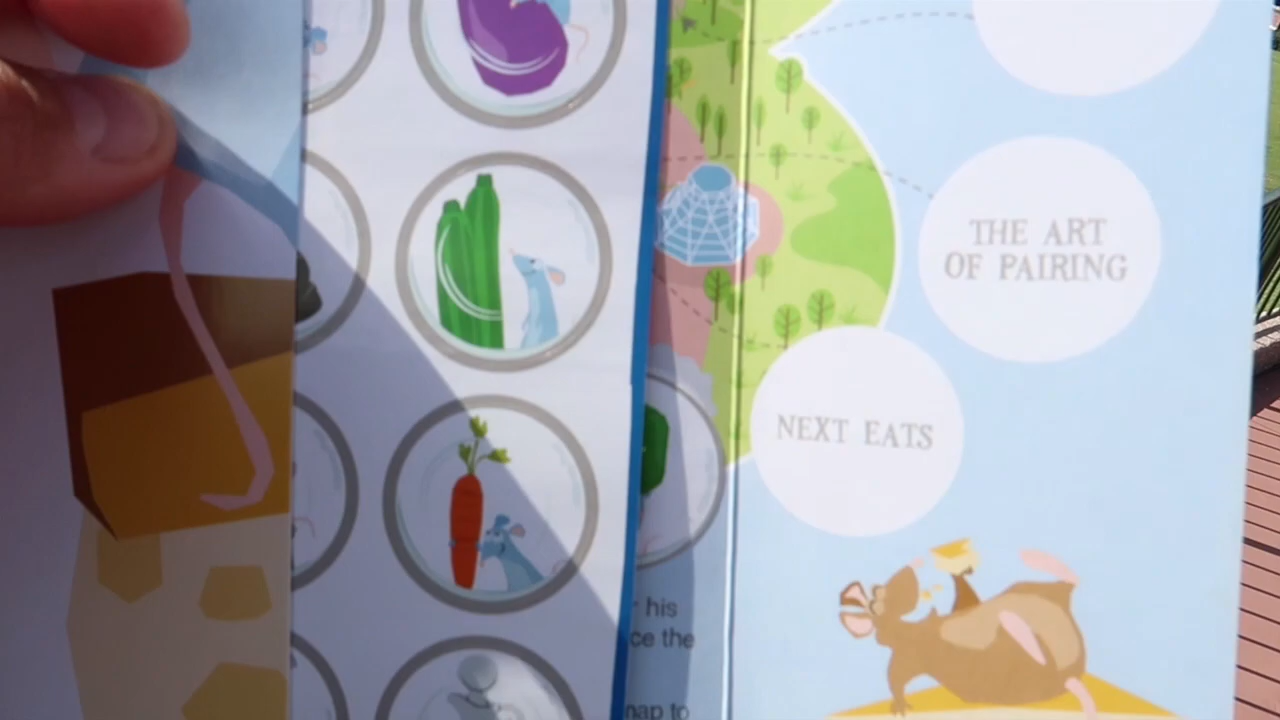 THE ART
OF PAIRING
NEXT EATS
his
ce the
nap to